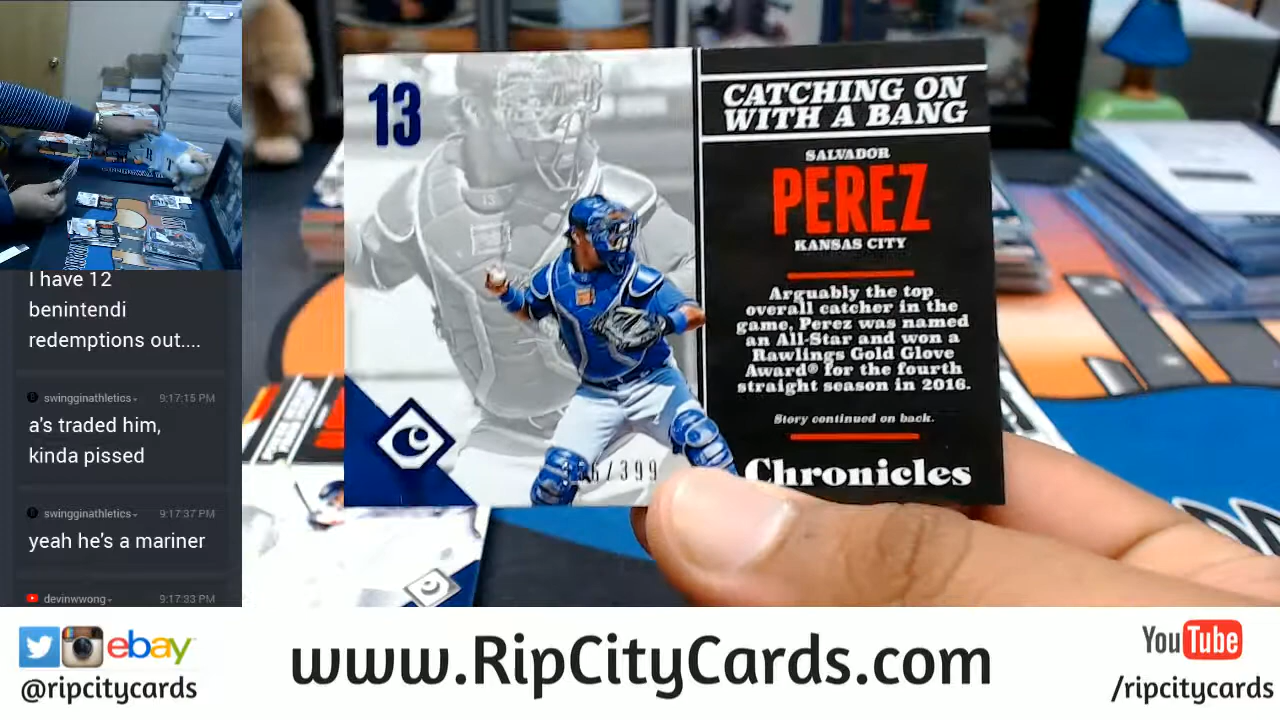 I have 12
benintendi
redemptions out....
swingginathletics
9:17:15 PM
a's traded him,
kinda pissed
swingginathletics
9:17:37 PM
yeah he's a mariner
devinwwong
9:17:33 PM
13
CATCHING ON
WITH A BANG
SALVADOR
PEREZ
KANSAS CITY
Arguably the top
overall catcher in the
game, Perez was named
an All-Star and won a
Rawlings Gold Glove
Award® for the fourth
straight season in 2016.
Story continued on back.
Chronicles
/399
ebay
@ripcitycards
www.RipCityCards.com
YouTube
/ripcitycards